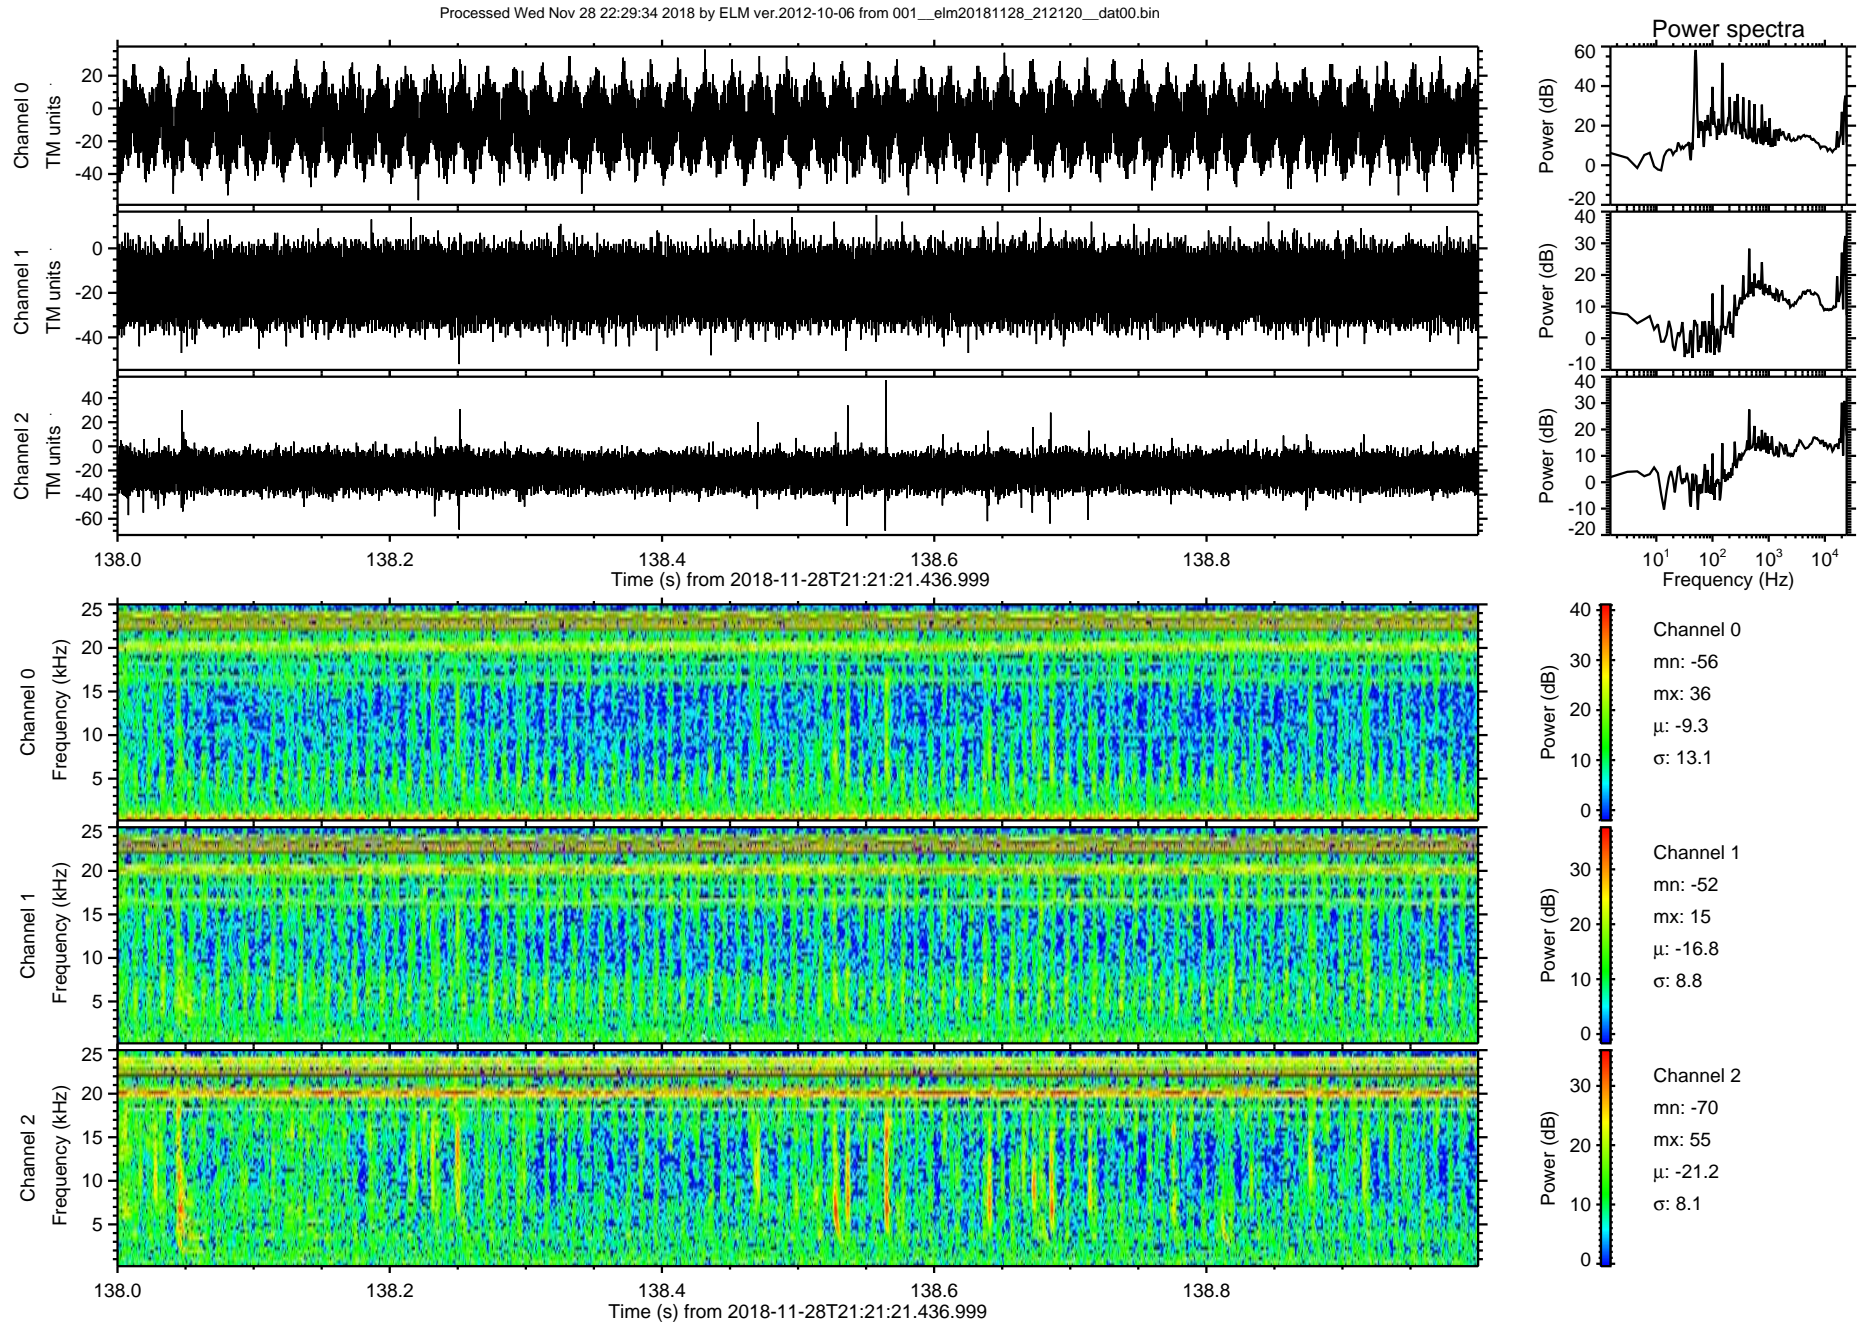 Processed Wed Nov 28 22:29:34 2018 by ELM ver.2012-10-06 from 001__elm20181128_212120__dat00.bin
Power spectra
Channel 0
TM units
20
0
-20
-40
Power (dB)
60
40
20
0
-20
Channel 1
TM units
0
-20
-40
Power (dB)
40
30
20
10
0
-10
Channel 2
TM units
40
20
0
-20
-40
-60
Power (dB)
40
30
20
10
0
-10
-20
138.0 138.2 138.4 138.6 138.8
Time (s) from 2018-11-28T21:21:21.436.999
10^1 10^2 10^3 10^4
Frequency (Hz)
Channel 0
Frequency (kHz)
25
20
15
10
5
Power (dB)
40
30
20
10
0
Channel 0
mn: -56
mx: 36
μ: -9.3
σ: 13.1
Channel 1
Frequency (kHz)
25
20
15
10
5
Power (dB)
30
20
10
0
Channel 1
mn: -52
mx: 15
μ: -16.8
σ: 8.8
Channel 2
Frequency (kHz)
25
20
15
10
5
Power (dB)
30
20
10
0
Channel 2
mn: -70
mx: 55
μ: -21.2
σ: 8.1
138.0 138.2 138.4 138.6 138.8
Time (s) from 2018-11-28T21:21:21.436.999